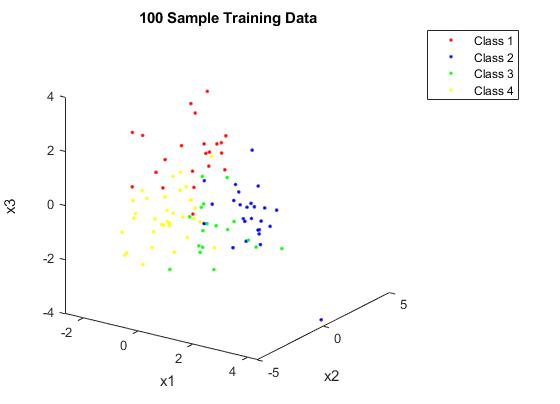 100 Sample Training Data
Class 1
Class 2
Class 3
Class 4
4
2
0
-2
-4
x3
-2
0
2
4
x1
-5
0
5
x2